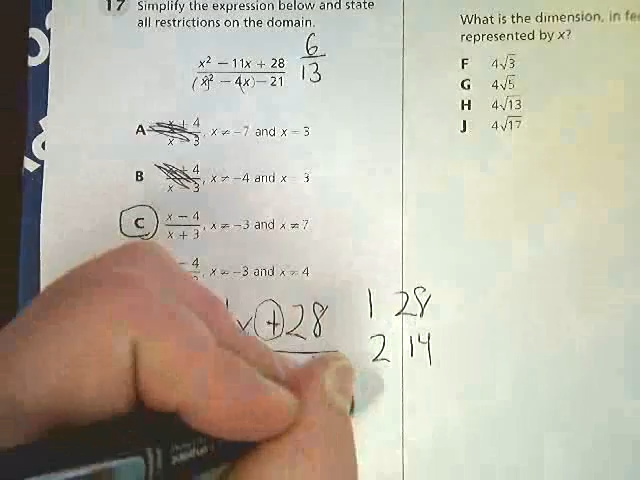 17 Simplify the expression below and state
all restrictions on the domain.
x² − 11x + 28
(x)² − 4(x) − 21
6
13
A 4
x − 3 , x ≠ −7 and x = 3
B 4
3 , x ≠ −4 and x 3
C x − 4
x + 3 , x ≠ −3 and x ≠ 7
− 4
, x ≠ −3 and x = 4
x + 28
1 28
2 14
What is the dimension, in
represented by x?
F 4√3
G 4√5
H 4√13
J 4√17